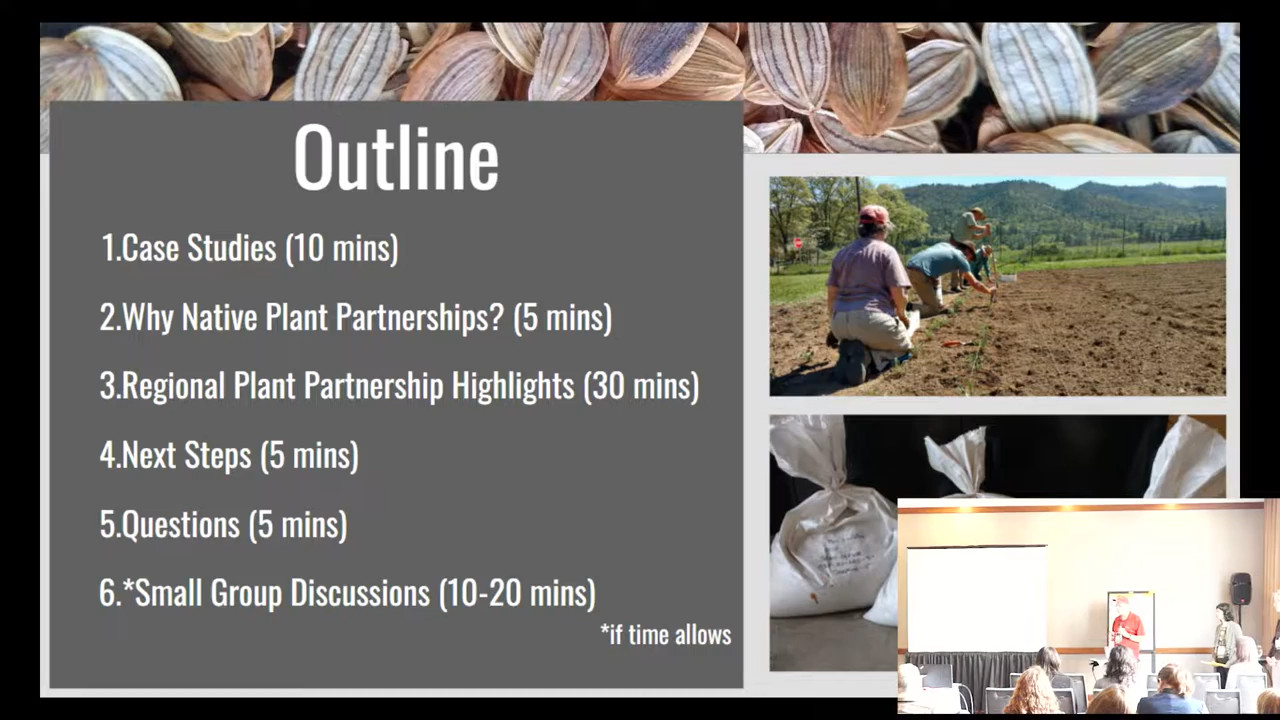 Outline
1.Case Studies (10 mins)
2.Why Native Plant Partnerships? (5 mins)
3.Regional Plant Partnership Highlights (30 mins)
4.Next Steps (5 mins)
5.Questions (5 mins)
6.*Small Group Discussions (10-20 mins)
*if time allows